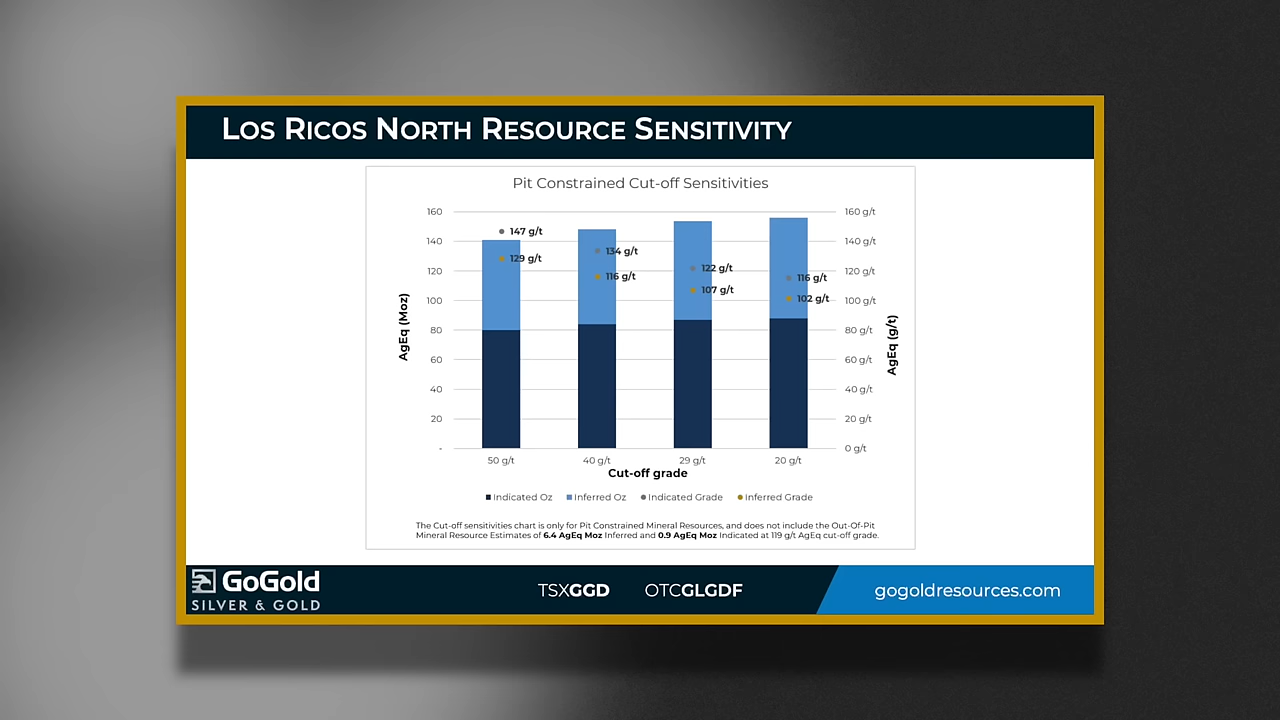 LOS RICOS NORTH RESOURCE SENSITIVITY
Pit Constrained Cut-off Sensitivities
160
140
120
100
80
60
40
20
-
AgEq (Moz)
147 g/t
129 g/t
134 g/t
116 g/t
122 g/t
107 g/t
116 g/t
102 g/t
160 g/t
140 g/t
120 g/t
100 g/t
80 g/t
60 g/t
40 g/t
20 g/t
0 g/t
AgEq (g/t)
50 g/t 40 g/t 29 g/t 20 g/t
Cut-off grade
Indicated Oz Inferred Oz Indicated Grade Inferred Grade
The Cut-off sensitivities chart is only for Pit Constrained Mineral Resources, and does not include the Out-Of-Pit
Mineral Resource Estimates of 6.4 AgEq Moz Inferred and 0.9 AgEq Moz Indicated at 119 g/t AgEq cut-off grade.
GoGold
SILVER & GOLD
TSXGGD OTCGLGDF
gogoldresources.com